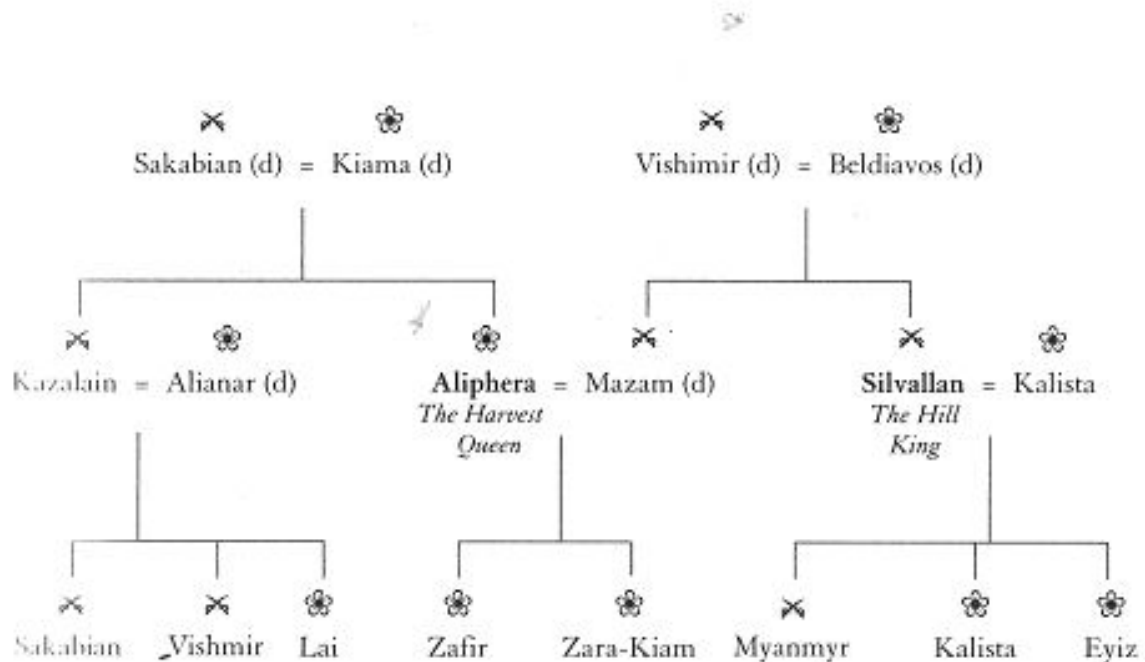 Sakabian (d) = Kiama (d) Vishimir (d) = Beldiavos (d)
Kazalain = Alianar (d) Aliphera = Mazam (d) Silvallan = Kalista
The Harvest The Hill
Queen King
Sakabian Vishmir Lai Zafir Zara-Kiam Myanmyr Kalista Eyiz